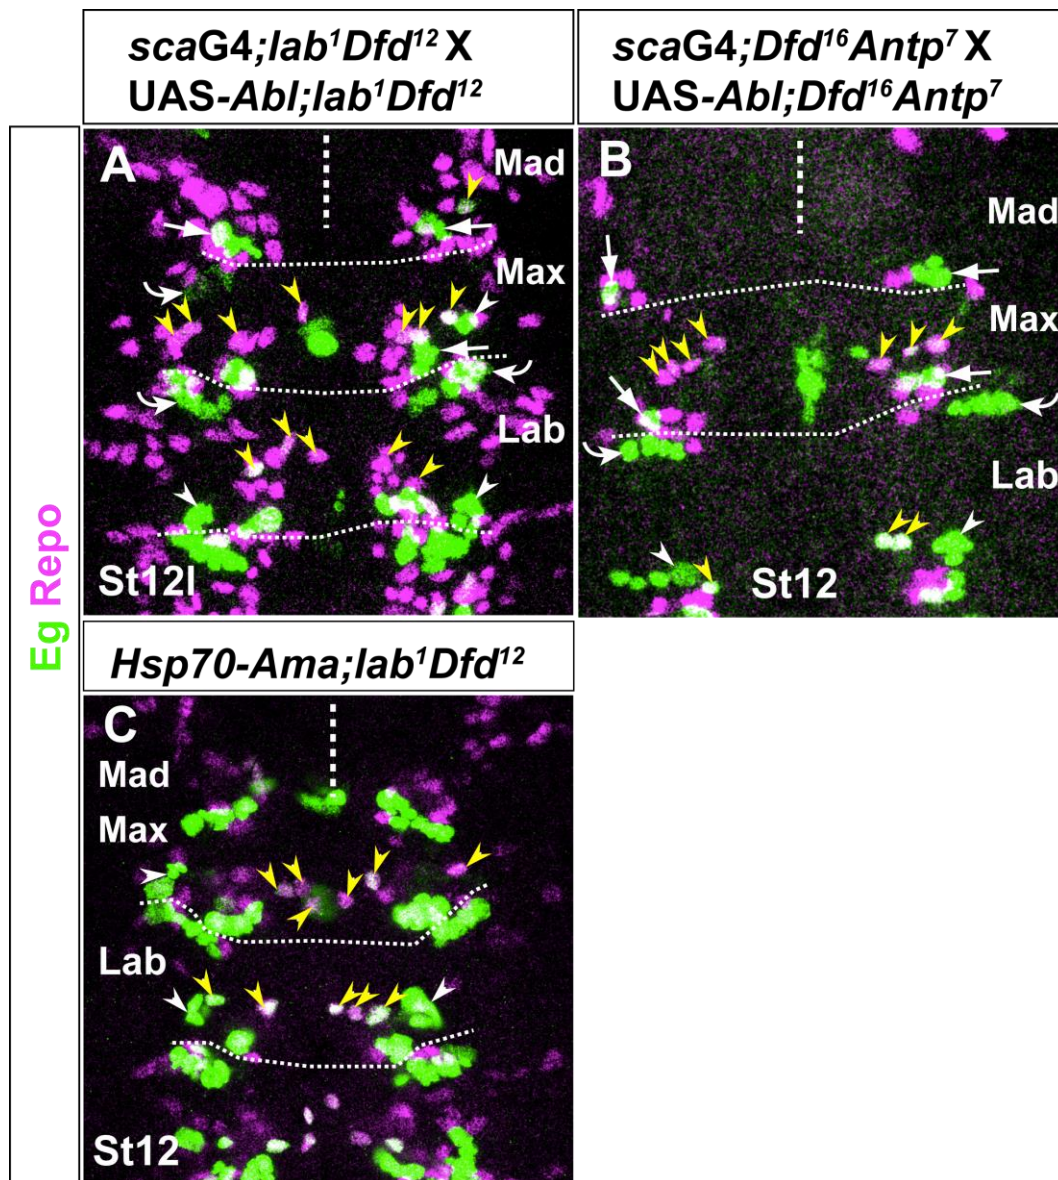 scaG4;lab¹Dfd¹² X
UAS-Abl;lab¹Dfd¹²
scaG4;Dfd¹⁶Antp⁷ X
UAS-Abl;Dfd¹⁶Antp⁷
Eg Repo
A
Mad
Max
Lab
St12l
B
Mad
Max
Lab
St12
Hsp70-Ama;lab¹Dfd¹²
C
Mad
Max
Lab
St12